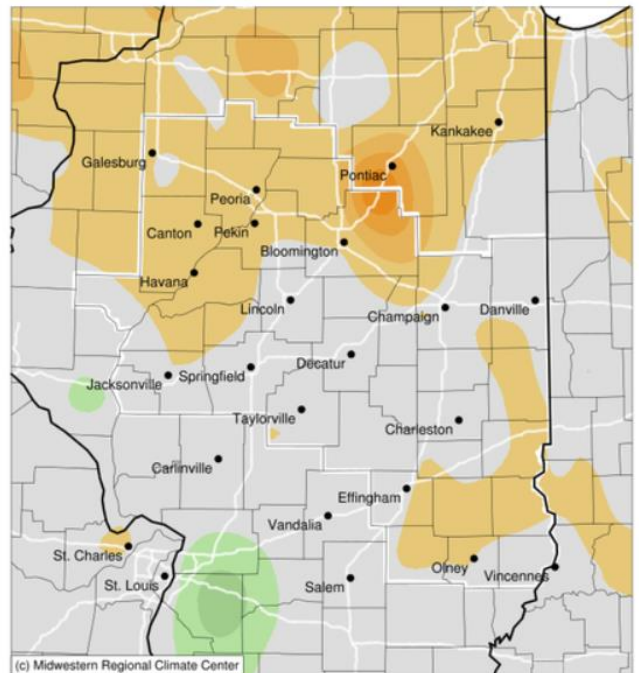 Kankakee
Galesburg
Pontiac
Peoria
Canton
Pekin
Bloomington
Havana
Lincoln
Champaign
Danville
Decatur
Jacksonville
Springfield
Taylorville
Charleston
Carlinville
Effingham
Vandalia
St. Charles
Olney
Vincennes
St. Louis
Salem
(c) Midwestern Regional Climate Center